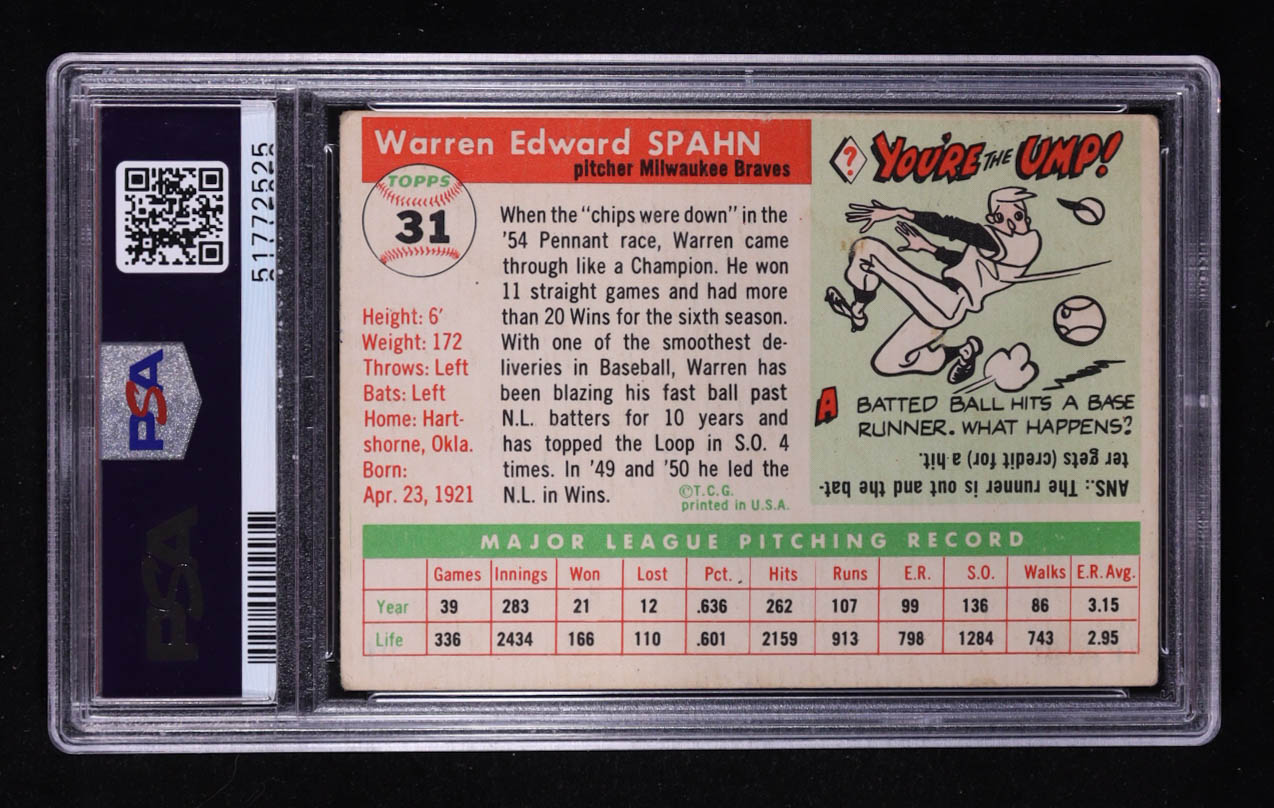 51772525
PSA
PSA
Warren Edward SPAHN
pitcher Milwaukee Braves
TOPPS
31
Height: 6′
Weight: 172
Throws: Left
Bats: Left
Home: Hart-
shorne, Okla.
Born:
Apr. 23, 1921
When the "chips were down" in the
'54 Pennant race, Warren came
through like a Champion. He won
11 straight games and had more
than 20 Wins for the sixth season.
With one of the smoothest de-
liveries in Baseball, Warren has
been blazing his fast ball past
N.L. batters for 10 years and
has topped the Loop in S.O. 4
times. In '49 and '50 he led the
N.L. in Wins.
©T.C.G.
printed in U.S.A.
? YOU'RE THE UMP!
A BATTED BALL HITS A BASE
RUNNER. WHAT HAPPENS?
ANS.: The runner is out and the bat-
ter gets (credit for) a hit.
MAJOR LEAGUE PITCHING RECORD
Games Innings Won Lost Pct. Hits Runs E.R. S.O. Walks E.R. Avg.
Year 39 283 21 12 .636 262 107 99 136 86 3.15
Life 336 2434 166 110 .601 2159 913 798 1284 743 2.95